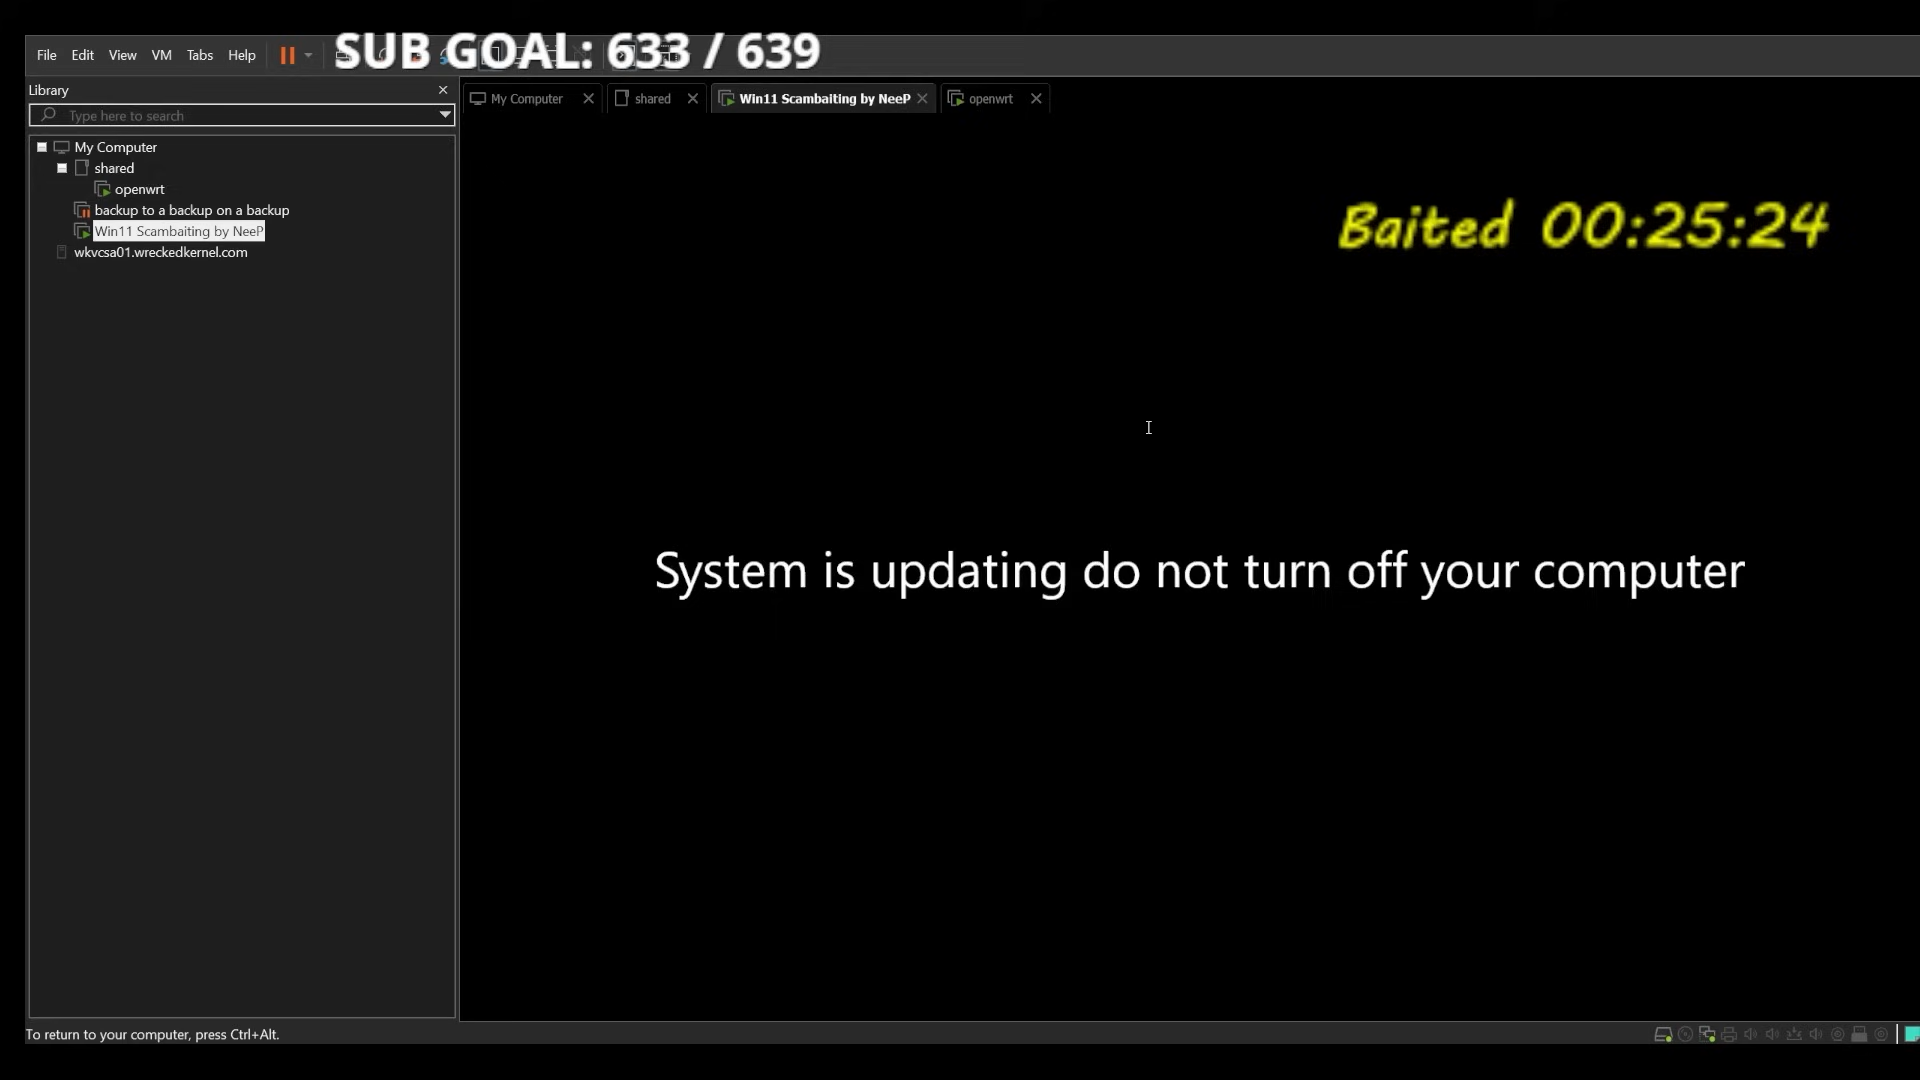 SUB GOAL: 633 / 639
File Edit View VM Tabs Help
Library
Type here to search
My Computer shared Win11 Scambaiting by NeeP openwrt
My Computer
shared
openwrt
backup to a backup on a backup
Win11 Scambaiting by NeeP
wkvcsa01.wreckedkernel.com
Baited 00:25:24
System is updating do not turn off your computer
To return to your computer, press Ctrl+Alt.